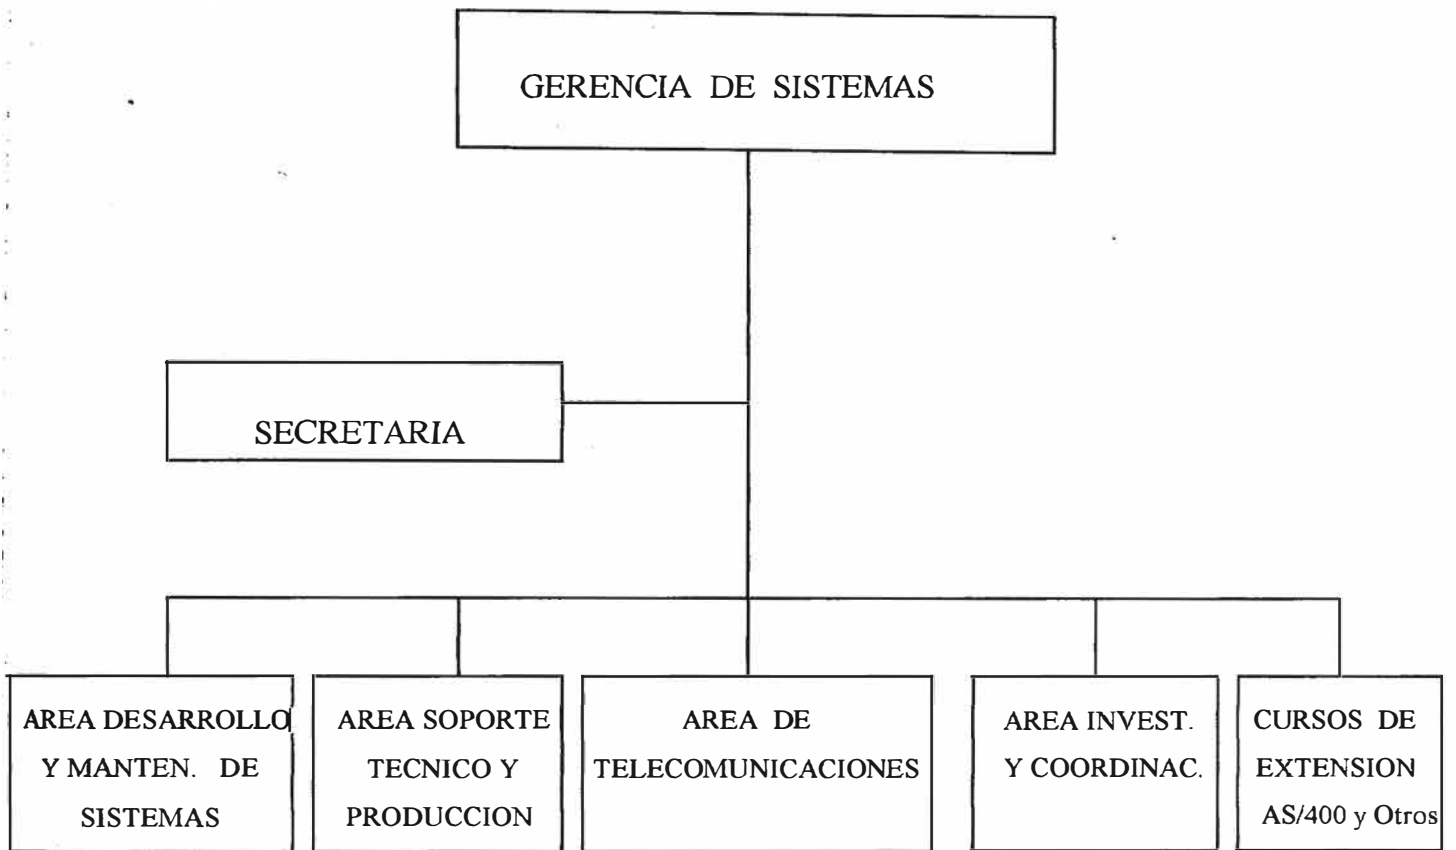 GERENCIA DE SISTEMAS
SECRETARIA
AREA DESARROLLO
Y MANTEN. DE
SISTEMAS
AREA SOPORTE
TECNICO Y
PRODUCCION
AREA DE
TELECOMUNICACIONES
AREA INVEST.
Y COORDINAC.
CURSOS DE
EXTENSION
AS/400 y Otros